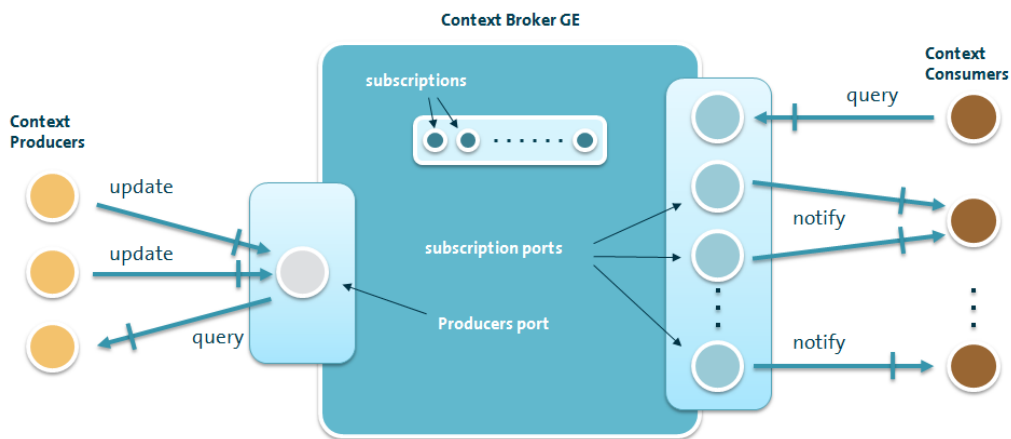 Context Broker GE
subscriptions
Context
Consumers
query
Context
Producers
update
notify
subscription ports
update
Producers port
query
notify